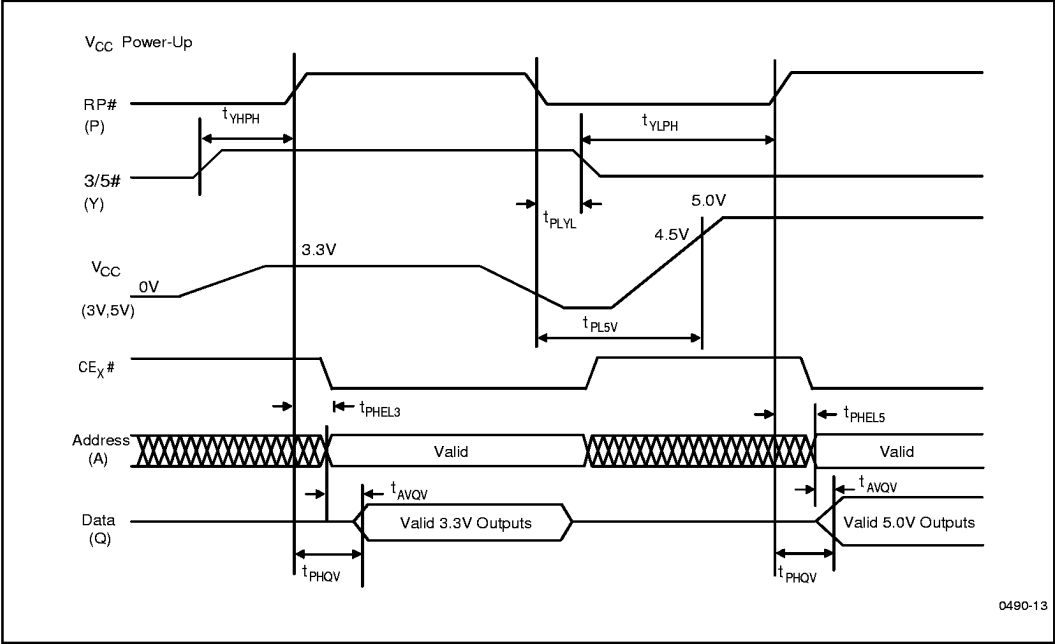 VCC Power-Up
RP#
(P)
tYHPH
tYLPH
3/5#
(Y)
tPLYL
5.0V
4.5V
3.3V
VCC
0V
(3V,5V)
tPL5V
CEX#
tPHEL3
tPHEL5
Address
(A)
Valid
Valid
tAVQV
tAVQV
Data
(Q)
Valid 3.3V Outputs
Valid 5.0V Outputs
tPHQV
tPHQV
0490-13